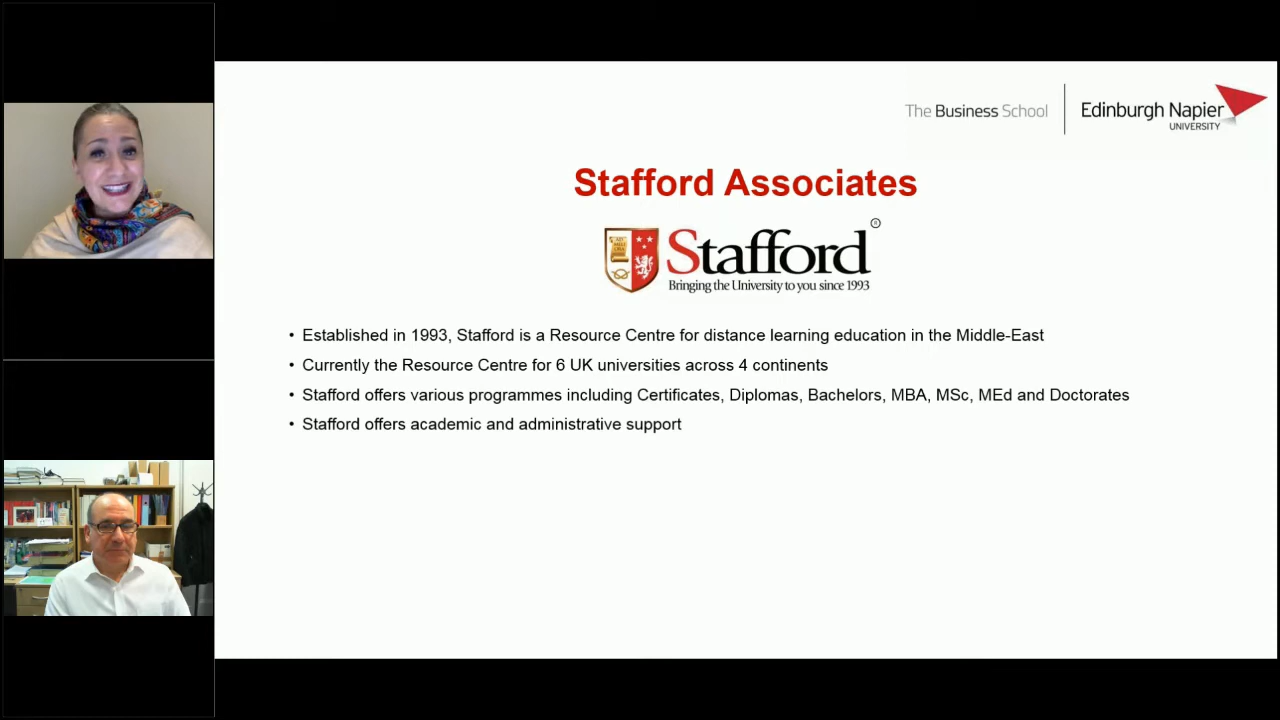 The Business School
Edinburgh Napier
UNIVERSITY
Stafford Associates
Stafford®
Bringing the University to you since 1993
• Established in 1993, Stafford is a Resource Centre for distance learning education in the Middle-East
• Currently the Resource Centre for 6 UK universities across 4 continents
• Stafford offers various programmes including Certificates, Diplomas, Bachelors, MBA, MSc, MEd and Doctorates
• Stafford offers academic and administrative support